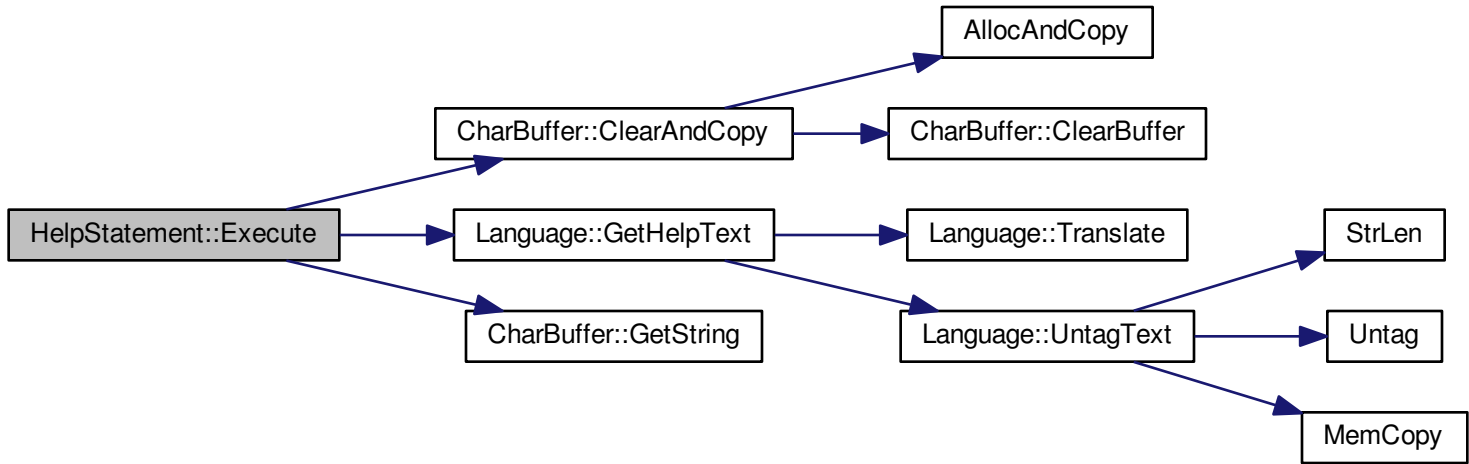 AllocAndCopy
CharBuffer::ClearAndCopy
CharBuffer::ClearBuffer
HelpStatement::Execute
Language::GetHelpText
Language::Translate
StrLen
CharBuffer::GetString
Language::UntagText
Untag
MemCopy